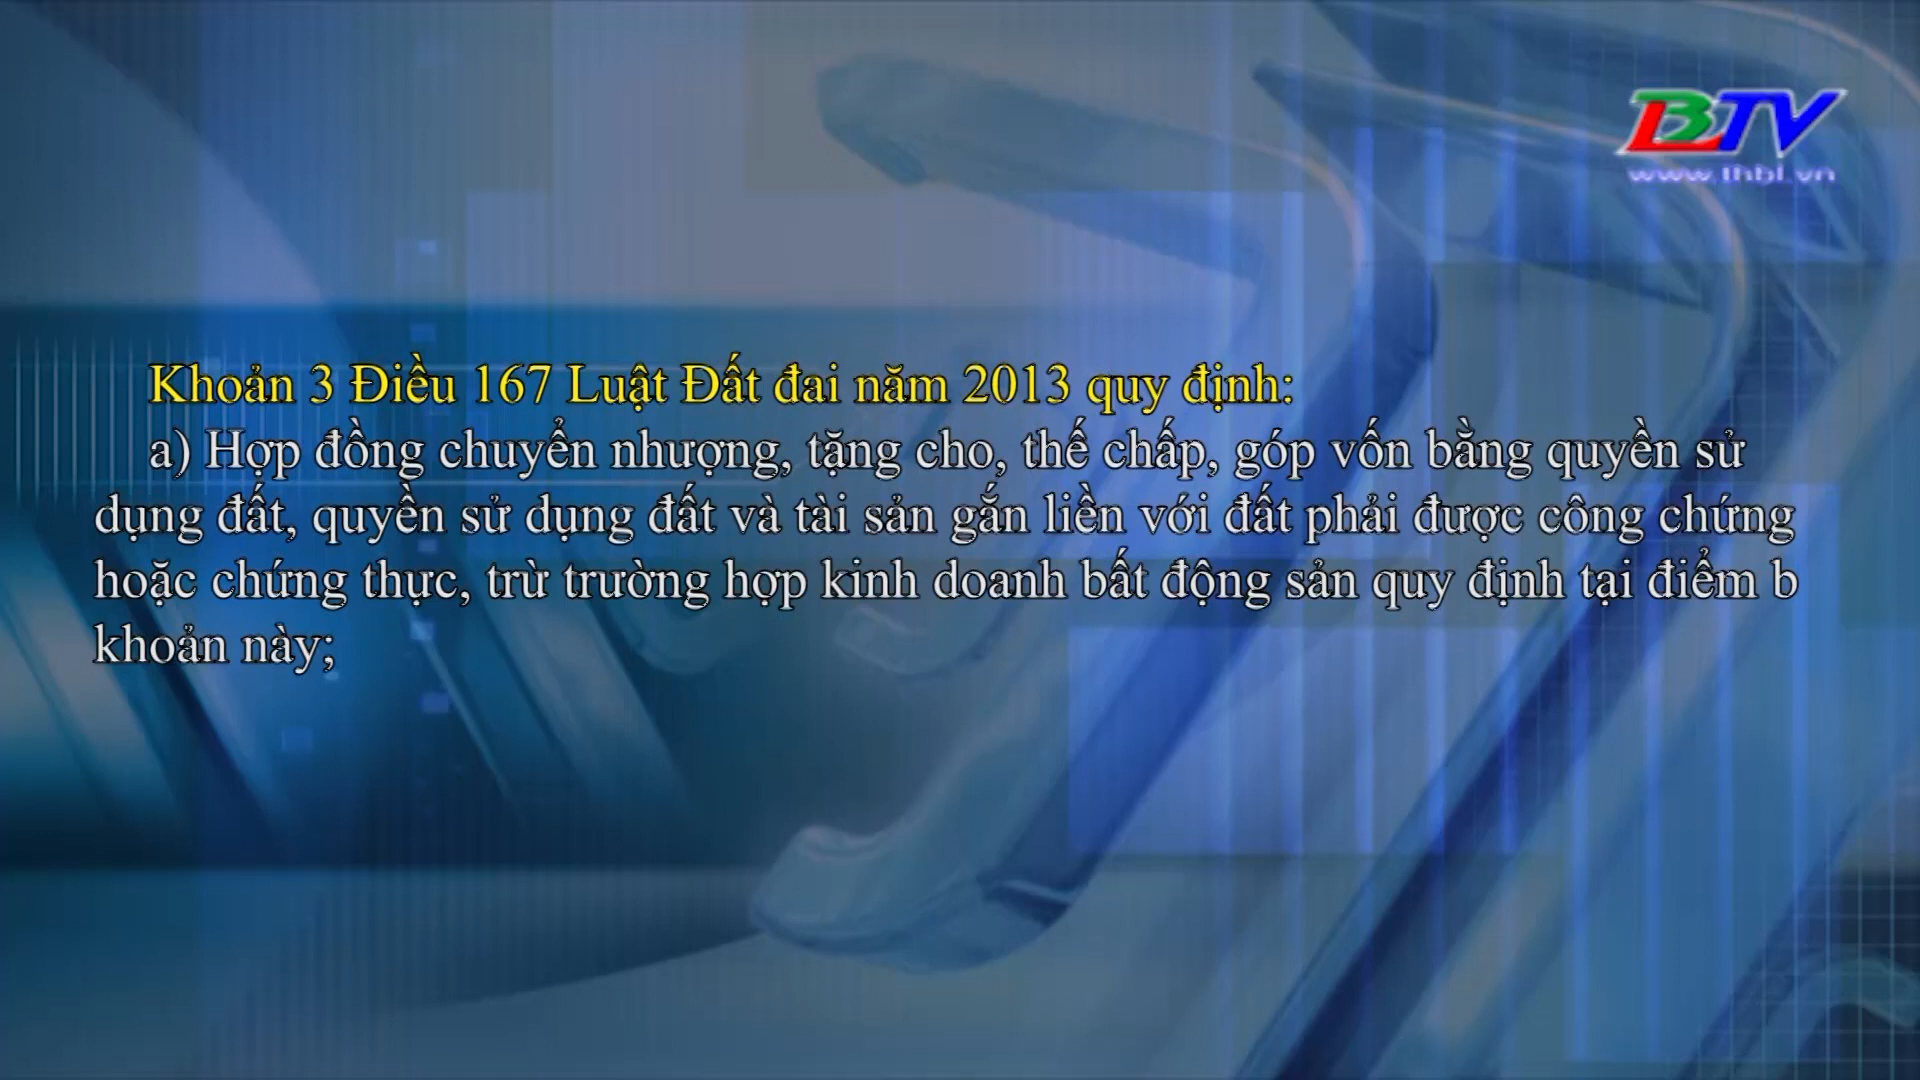 BTV
www.thbl.vn
Khoản 3 Điều 167 Luật Đất đai năm 2013 quy định:
a) Hợp đồng chuyển nhượng, tặng cho, thế chấp, góp vốn bằng quyền sử
dụng đất, quyền sử dụng đất và tài sản gắn liền với đất phải được công chứng
hoặc chứng thực, trừ trường hợp kinh doanh bất động sản quy định tại điểm b
khoản này;